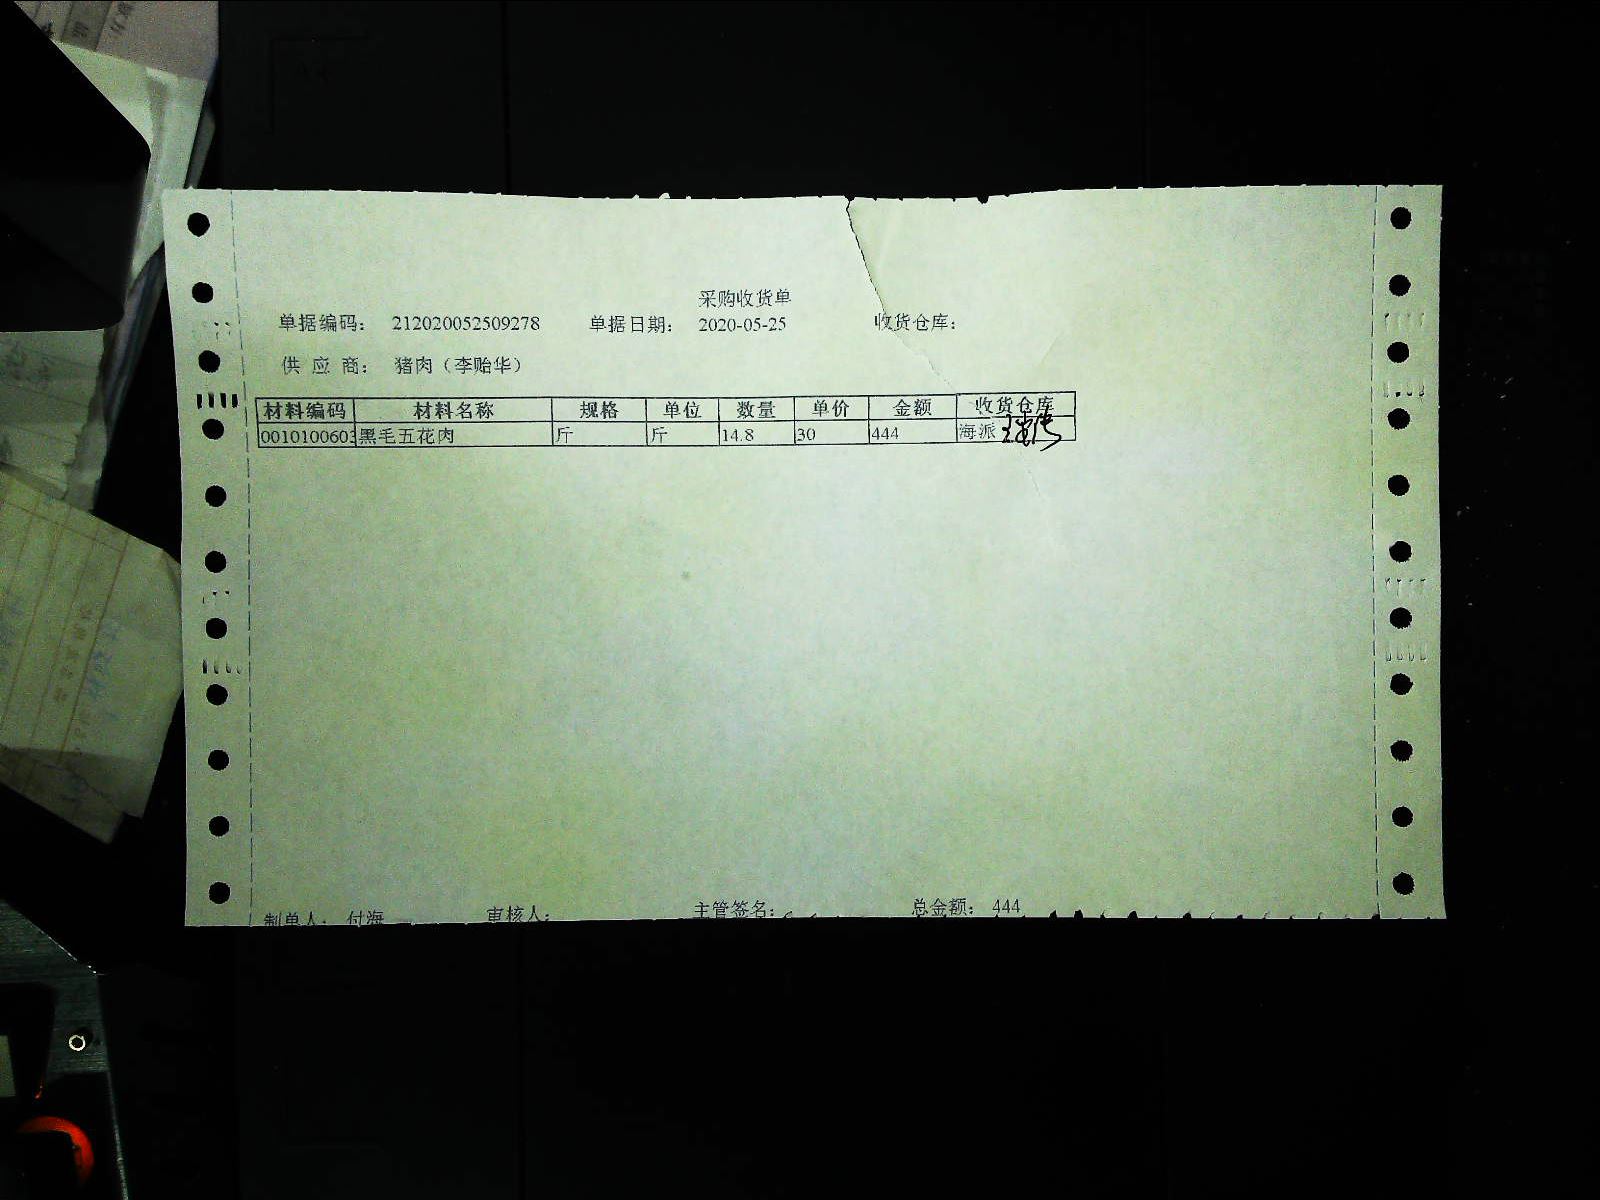 采购收货单
单据编码： 212020052509278 单据日期： 2020-05-25 收货仓库：
供 应 商： 猪肉（李贻华）
材料编码 材料名称 规格 单位 数量 单价 金额 收货仓库
0010100603 黑毛五花肉 斤 斤 14.8 30 444 海派
制单人： 付海 审核人： 主管签名： 总金额： 444